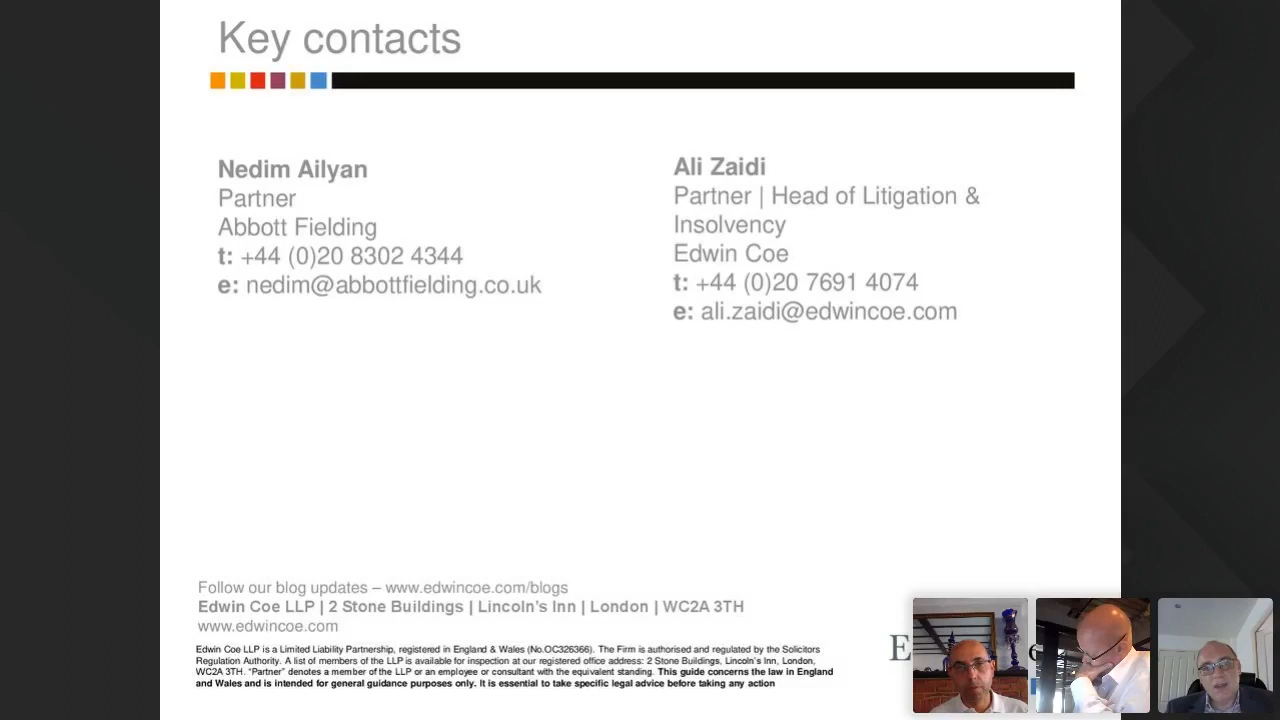 Key contacts
Nedim Ailyan
Partner
Abbott Fielding
t: +44 (0)20 8302 4344
e: nedim@abbottfielding.co.uk
Ali Zaidi
Partner | Head of Litigation &
Insolvency
Edwin Coe
t: +44 (0)20 7691 4074
e: ali.zaidi@edwincoe.com
Follow our blog updates – www.edwincoe.com/blogs
Edwin Coe LLP | 2 Stone Buildings | Lincoln's Inn | London | WC2A 3TH
www.edwincoe.com
Edwin Coe LLP is a Limited Liability Partnership, registered in England & Wales (No.OC326366). The Firm is authorised and regulated by the Solicitors
Regulation Authority. A list of members of the LLP is available for inspection at our registered office address: 2 Stone Buildings, Lincoln's Inn, London,
WC2A 3TH. "Partner" denotes a member of the LLP or an employee or consultant with the equivalent standing. This guide concerns the law in England
and Wales and is intended for general guidance purposes only. It is essential to take specific legal advice before taking any action